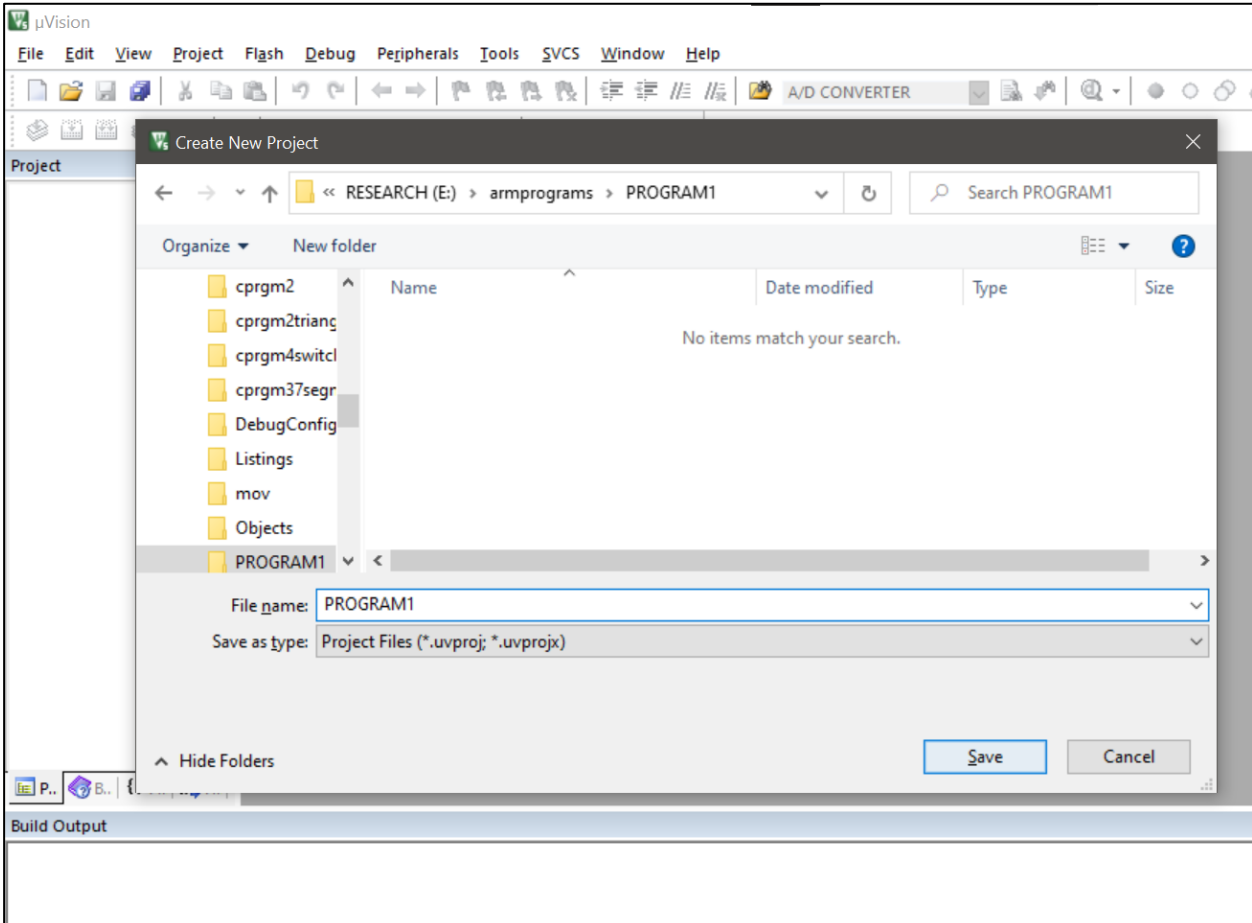 µVision
File Edit View Project Flash Debug Peripherals Tools SVCS Window Help
A/D CONVERTER
Project
Create New Project
« RESEARCH (E:) › armprograms › PROGRAM1
Search PROGRAM1
Organize New folder
Name Date modified Type Size
No items match your search.
cprgm2
cprgm2triang
cprgm4switcl
cprgm37segr
DebugConfig
Listings
mov
Objects
PROGRAM1
File name: PROGRAM1
Save as type: Project Files (*.uvproj; *.uvprojx)
Hide Folders
Save Cancel
P.. B..
Build Output